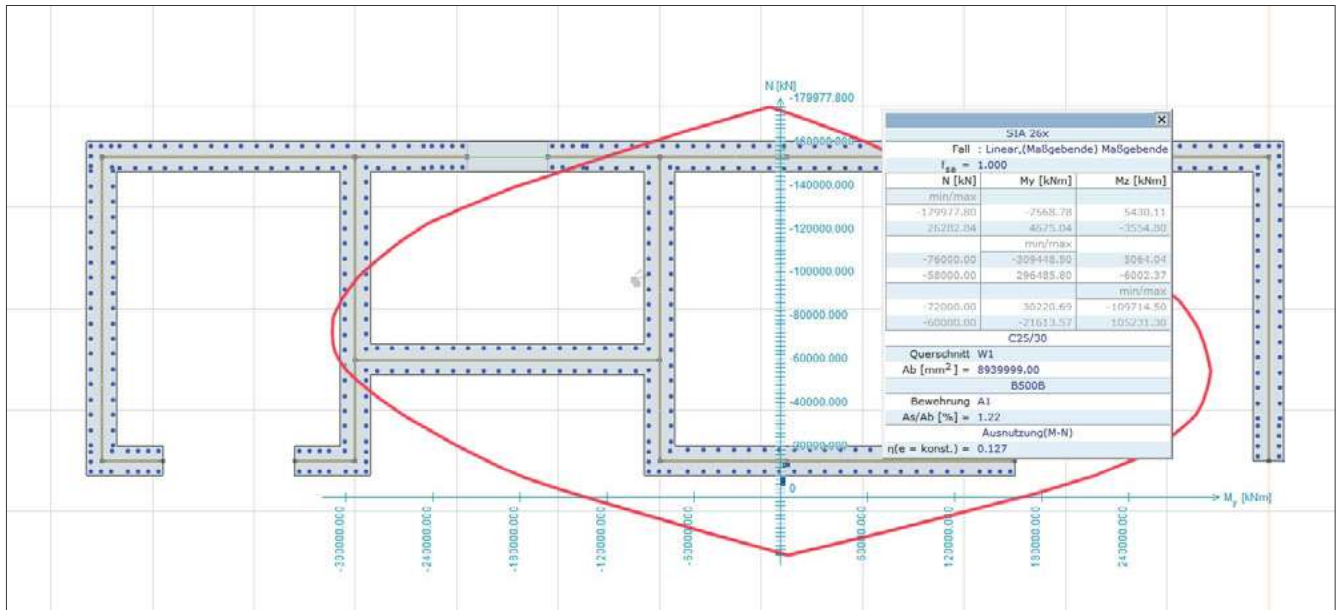 N [kN]
-179977.800
-160000.000
-140000.000
-120000.000
-100000.000
-80000.000
-60000.000
-40000.000
-20000.000
0
SIA 26x
Fall : Linear,(Maßgebende) Maßgebende
= 1.000
N [kN] My [kNm] Mz [kNm]
min/max
-179977.80 -7568.78 5430.11
26282.84 4675.04 -3554.80
min/max
-76000.00 -309448.50 5064.04
-58000.00 296485.80 -6002.37
min/max
-72000.00 30220.69 -109714.50
-60000.00 -21613.57 105231.30
C25/30
Querschnitt W1
Ab [mm²] = 8939999.00
B500B
Bewehrung A1
As/Ab [%] = 1.22
Ausnutzung(M-N)
η(e = konst.) = 0.127
My [kNm]
-300000.000
-240000.000
-180000.000
-120000.000
-60000.000
60000.000
120000.000
180000.000
240000.000